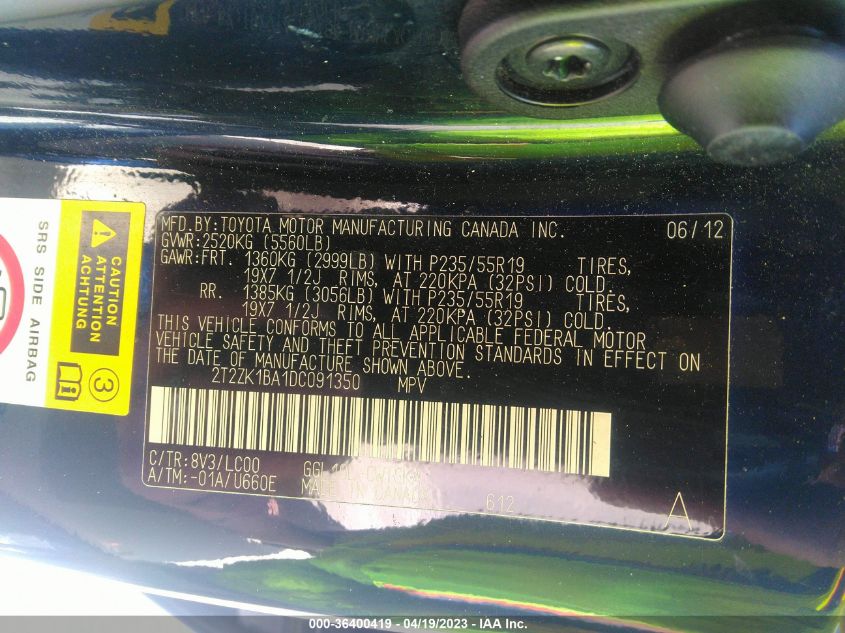 MFD.BY:TOYOTA MOTOR MANUFACTURING CANADA INC. 06/12
GVWR:2520KG (5560LB)
GAWR:FRT. 1360KG (2999LB) WITH P235/55R19 TIRES,
19X7 1/2J RIMS, AT 220KPA (32PSI) COLD.
RR. 1385KG (3056LB) WITH P235/55R19 TIRES,
19X7 1/2J RIMS, AT 220KPA (32PSI) COLD.
THIS VEHICLE CONFORMS TO ALL APPLICABLE FEDERAL MOTOR
VEHICLE SAFETY AND THEFT PREVENTION STANDARDS IN EFFECT ON
THE DATE OF MANUFACTURE SHOWN ABOVE.
2T2ZK1BA1DC091350 MPV
C/TR:8V3/LC00
A/TM:-01A/U660E
MADE IN CANADA
612
A
SRS SIDE AIRBAG
CAUTION
ATTENTION
ACHTUNG
3
000-36400419 - 04/19/2023 - IAA Inc.